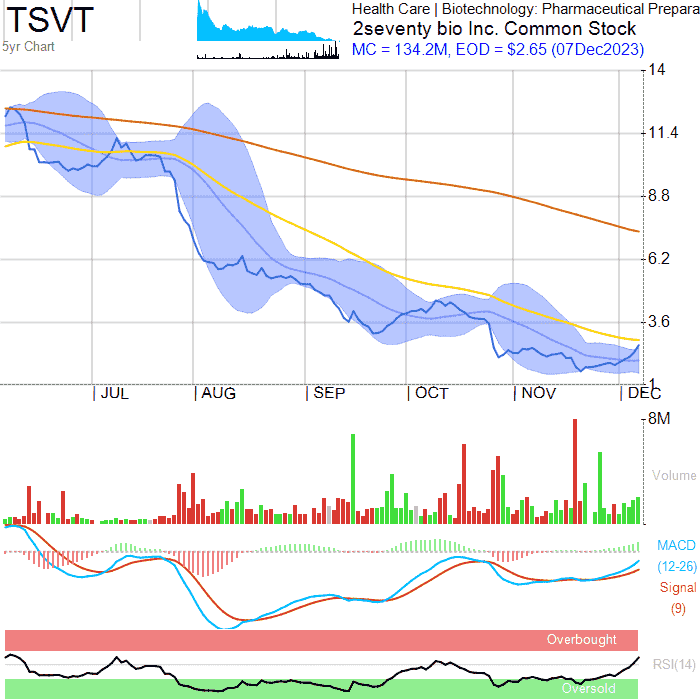 TSVT
5yr Chart
Health Care | Biotechnology: Pharmaceutical Prepara
2seventy bio Inc. Common Stock
MC = 134.2M, EOD = $2.65 (07Dec2023)
14
11.4
8.8
6.2
3.6
1
JUL AUG SEP OCT NOV DEC
8M
Volume
MACD
(12-26)
Signal
(9)
Overbought
RSI(14)
Oversold